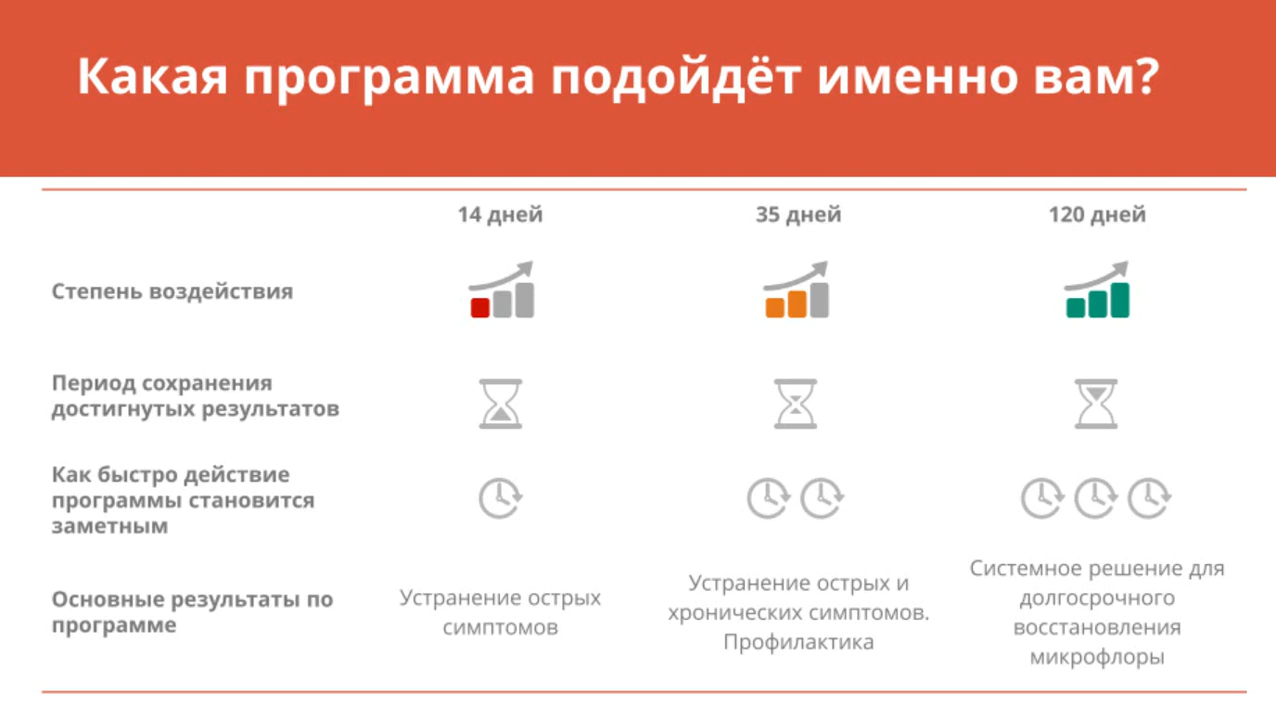 Какая программа подойдёт именно вам?
14 дней
35 дней
120 дней
Степень воздействия
Период сохранения
достигнутых результатов
Как быстро действие
программы становится
заметным
Основные результаты по
программе
Устранение острых
симптомов
Устранение острых и
хронических симптомов.
Профилактика
Системное решение для
долгосрочного
восстановления
микрофлоры